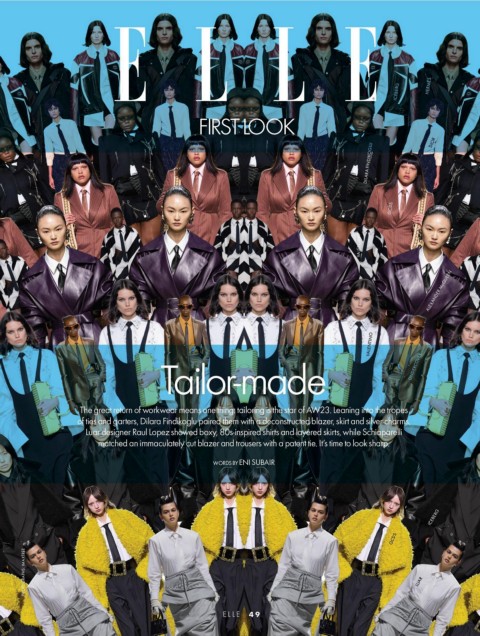 ELLE
FIRST LOOK
Tailor-made
The great return of workwear means one thing: tailoring is the star of AW23. Leaning into the tropes
of ties and garters, Dilara Findikoglu paired them with a deconstructed blazer, skirt and silver charms.
Luar designer Raul Lopez showed boxy, 80s-inspired shirts and layered skirts, while Schiaparelli
matched an immaculately cut blazer and trousers with a patent tie. It's time to look sharp.
WORDS BY ENI SUBAIR
ELLE 49